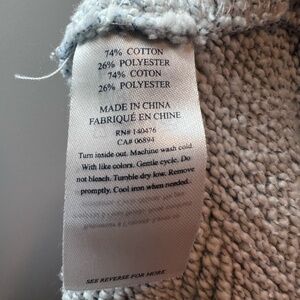 74% COTTON
26% POLYESTER
74% COTON
26% POLYESTER
MADE IN CHINA
FABRIQUÉ EN CHINE
RN# 140476
CA# 06894
Turn inside out. Machine wash cold.
With like colors. Gentle cycle. Do
not bleach. Tumble dry low. Remove
promptly. Cool iron when needed.
SEE REVERSE FOR MORE